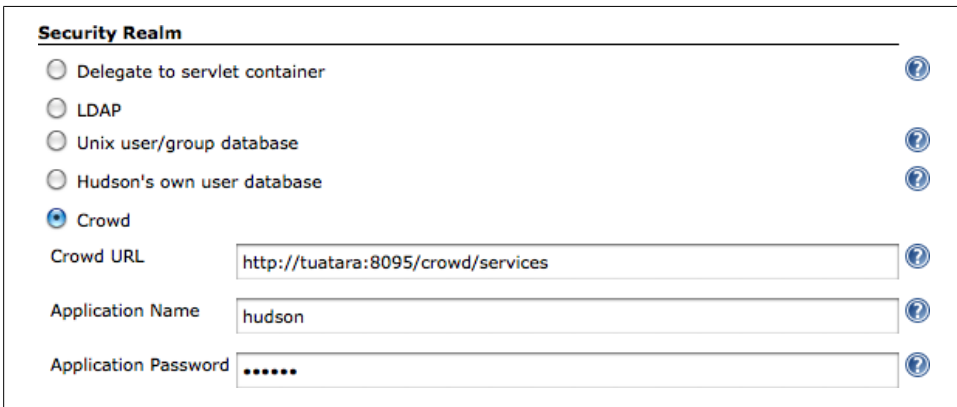 Security Realm
Delegate to servlet container
LDAP
Unix user/group database
Hudson's own user database
Crowd
Crowd URL http://tuatara:8095/crowd/services
Application Name hudson
Application Password ••••••